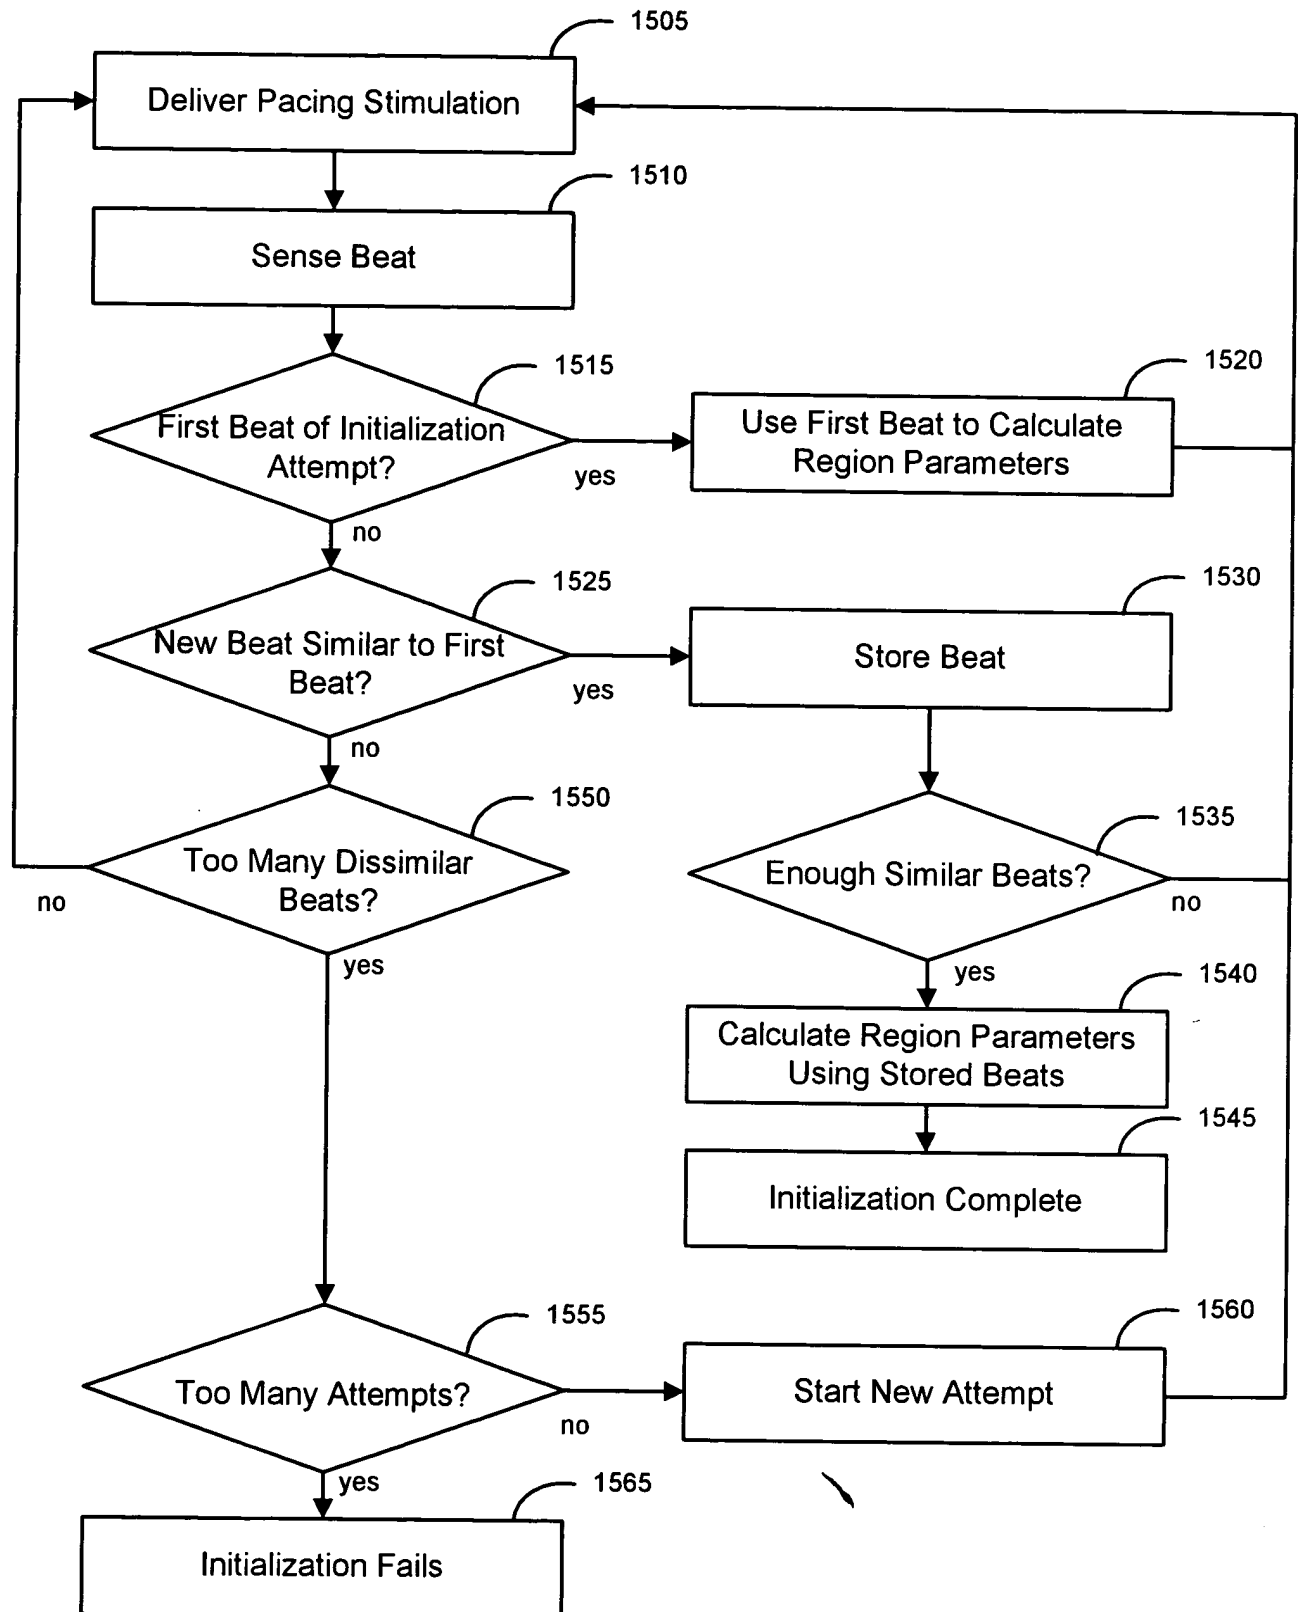 1505
Deliver Pacing Stimulation
1510
Sense Beat
1515
First Beat of Initialization
Attempt?
yes
no
1520
Use First Beat to Calculate
Region Parameters
1525
New Beat Similar to First
Beat?
yes
no
1530
Store Beat
1550
Too Many Dissimilar
Beats?
no
yes
1535
Enough Similar Beats?
no
yes
1540
Calculate Region Parameters
Using Stored Beats
1545
Initialization Complete
1555
Too Many Attempts?
no
yes
1560
Start New Attempt
1565
Initialization Fails